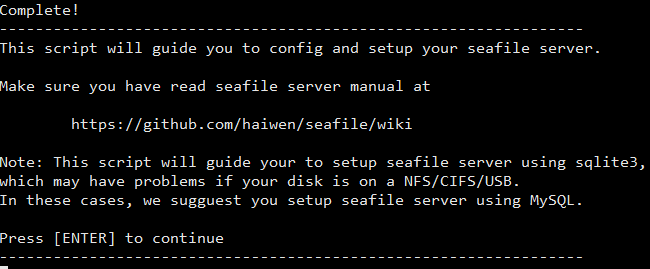 Complete!
-----------------------------------------------------------------
This script will guide you to config and setup your seafile server.
Make sure you have read seafile server manual at
https://github.com/haiwen/seafile/wiki
Note: This script will guide your to setup seafile server using sqlite3,
which may have problems if your disk is on a NFS/CIFS/USB.
In these cases, we sugguest you setup seafile server using MySQL.
Press [ENTER] to continue
-----------------------------------------------------------------